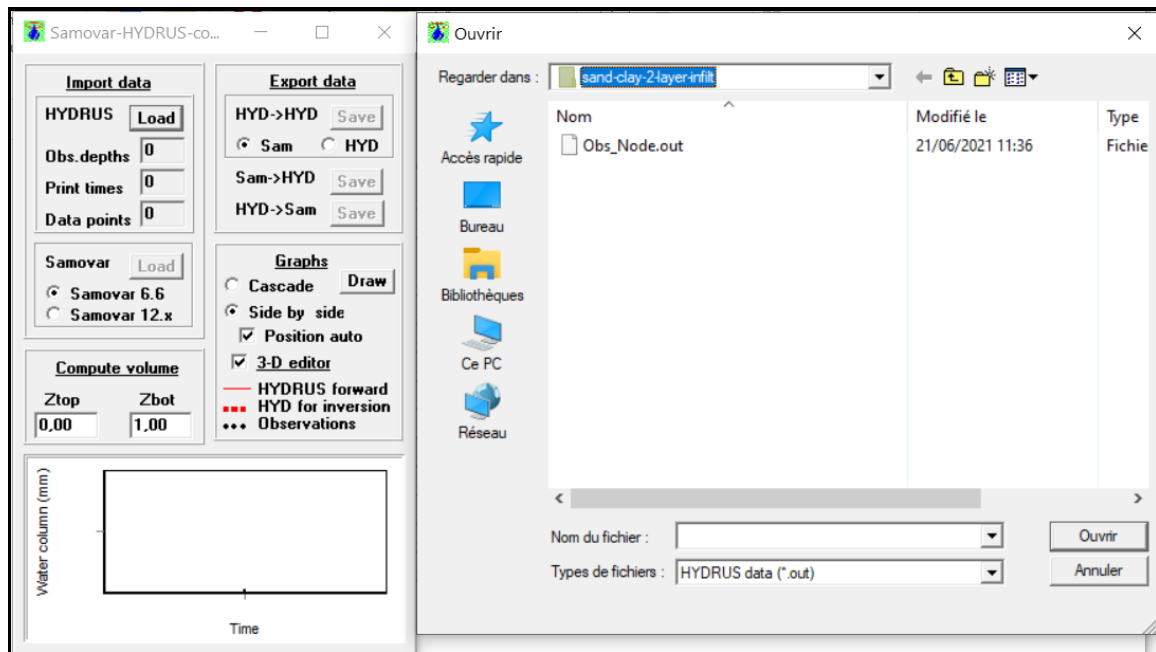 Samovar-HYDRUS-co...
Import data
HYDRUS Load
Obs.depths 0
Print times 0
Data points 0
Samovar Load
Samovar 6.6
Samovar 12.x
Compute volume
Ztop Zbot
0,00 1,00
Export data
HYD->HYD Save
Sam HYD
Sam->HYD Save
HYD->Sam Save
Graphs
Cascade Draw
Side by side
Position auto
3-D editor
HYDRUS forward
HYD for inversion
Observations
Water column (mm)
Time
Ouvrir
Regarder dans : sand-clay-2-layer-infilt
Accès rapide
Bureau
Bibliothèques
Ce PC
Réseau
Nom Modifié le Type
Obs_Node.out 21/06/2021 11:36 Fichie
Nom du fichier : Ouvrir
Types de fichiers : HYDRUS data (*.out) Annuler